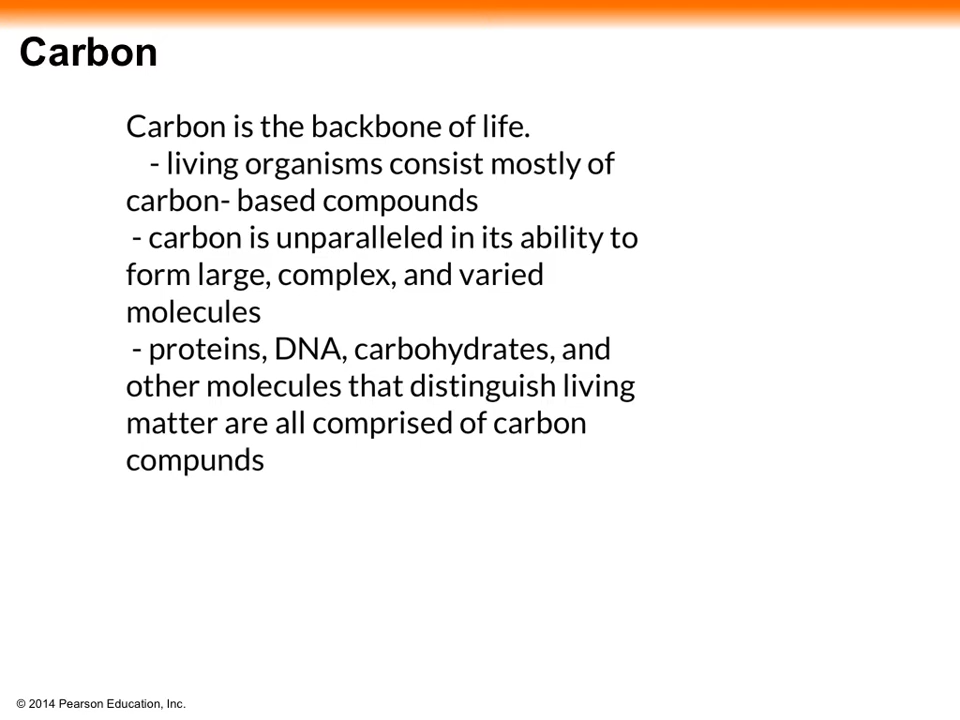 Carbon
Carbon is the backbone of life.
- living organisms consist mostly of
carbon- based compounds
- carbon is unparalleled in its ability to
form large, complex, and varied
molecules
- proteins, DNA, carbohydrates, and
other molecules that distinguish living
matter are all comprised of carbon
compunds
© 2014 Pearson Education, Inc.